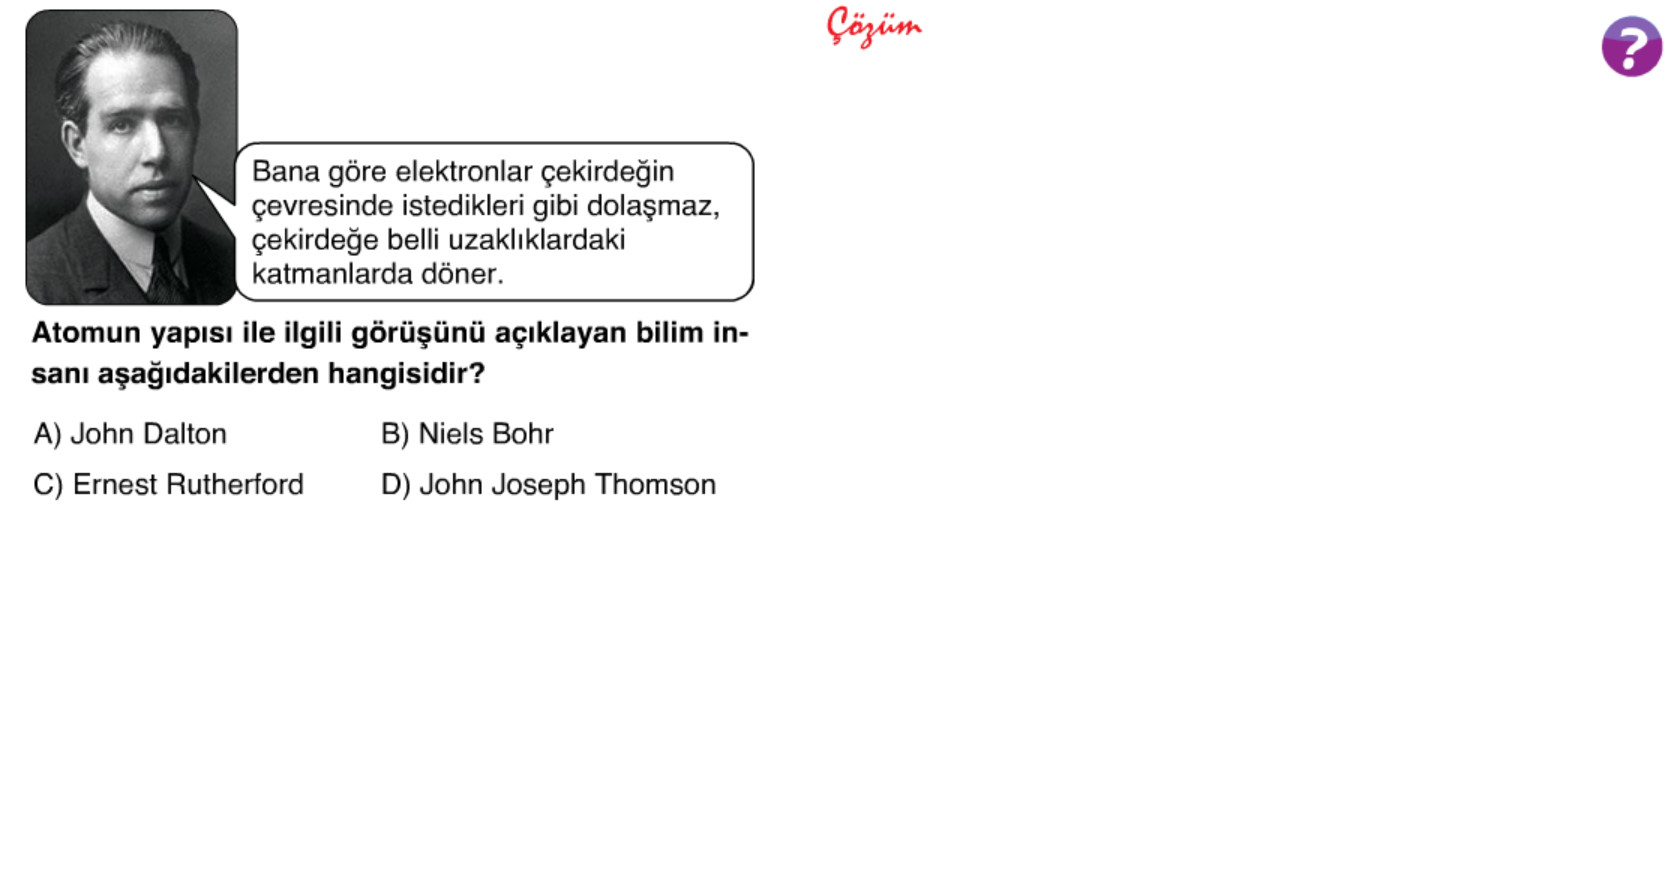 Çözüm
?
Bana göre elektronlar çekirdeğin
çevresinde istedikleri gibi dolaşmaz,
çekirdeğe belli uzaklıklardaki
katmanlarda döner.
Atomun yapısı ile ilgili görüşünü açıklayan bilim in-
sanı aşağıdakilerden hangisidir?
A) John Dalton B) Niels Bohr
C) Ernest Rutherford D) John Joseph Thomson